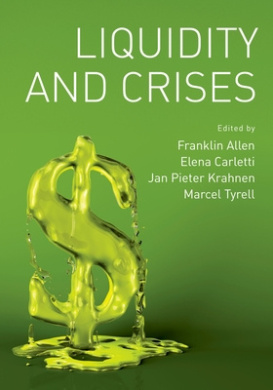 LIQUIDITY
AND CRISES
Edited by
Franklin Allen
Elena Carletti
Jan Pieter Krahnen
Marcel Tyrell